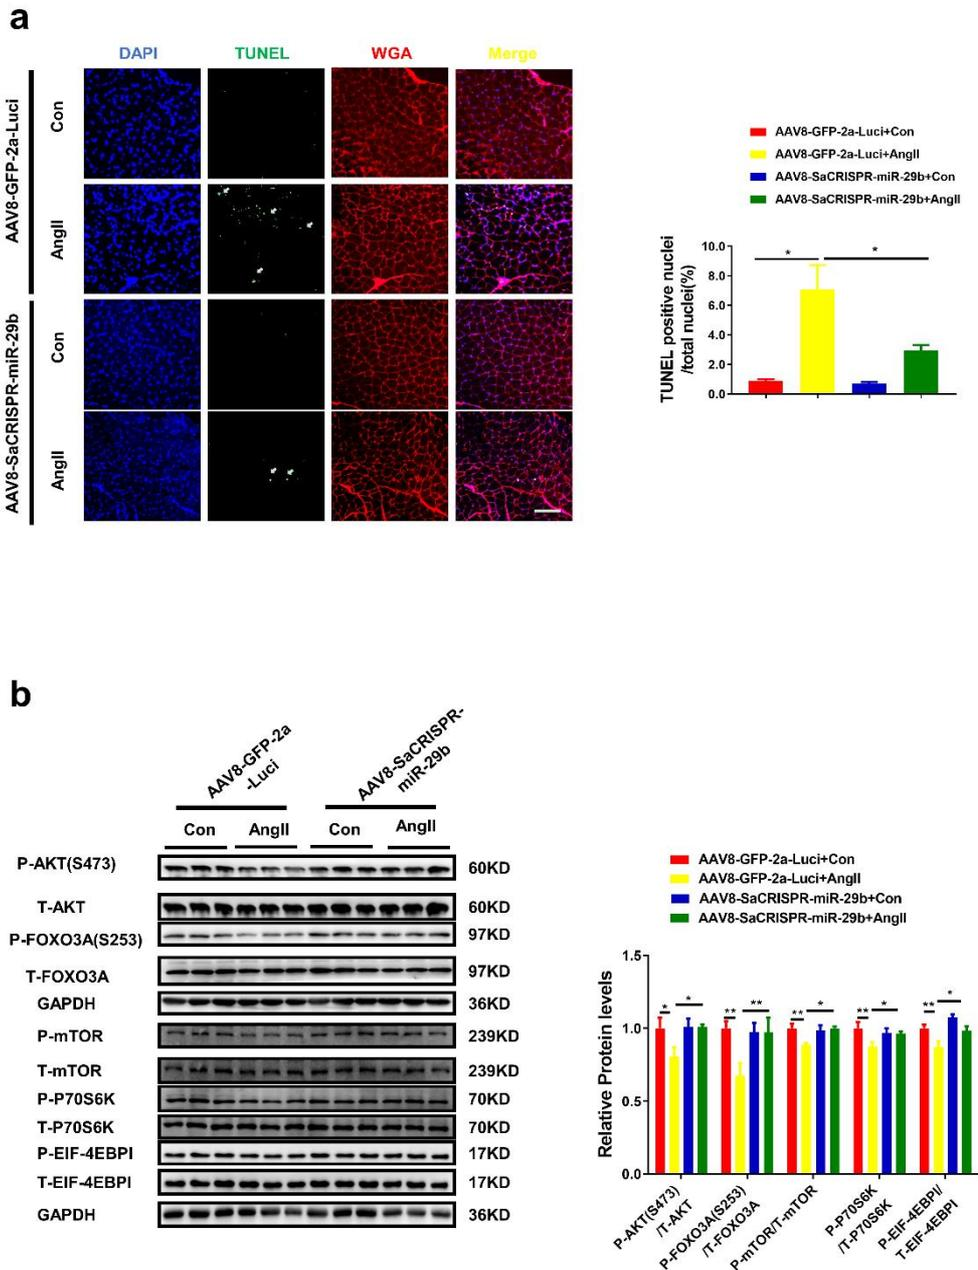 a
DAPI
TUNEL
WGA
Merge
AAV8-GFP-2a-Luci
Con
AngII
AAV8-SaCRISPR-miR-29b
Con
AngII
AAV8-GFP-2a-Luci+Con
AAV8-GFP-2a-Luci+AngII
AAV8-SaCRISPR-miR-29b+Con
AAV8-SaCRISPR-miR-29b+AngII
TUNEL positive nuclei
/total nuclei(%)
10.0
8.0
6.0
4.0
2.0
0.0
*
*
b
AAV8-GFP-2a
-Luci
AAV8-SaCRISPR-
miR-29b
Con
AngII
Con
AngII
P-AKT(S473)
60KD
T-AKT
60KD
P-FOXO3A(S253)
97KD
T-FOXO3A
97KD
GAPDH
36KD
P-mTOR
239KD
T-mTOR
239KD
P-P70S6K
70KD
T-P70S6K
70KD
P-EIF-4EBPI
17KD
T-EIF-4EBPI
17KD
GAPDH
36KD
AAV8-GFP-2a-Luci+Con
AAV8-GFP-2a-Luci+AngII
AAV8-SaCRISPR-miR-29b+Con
AAV8-SaCRISPR-miR-29b+AngII
Relative Protein levels
1.5
1.0
0.5
0.0
*
*
**
**
**
*
**
*
**
*
P-AKT(S473)
/T-AKT
P-FOXO3A(S253)
/T-FOXO3A
P-mTOR/T-mTOR
P-P70S6K
/T-P70S6K
P-EIF-4EBPI/
T-EIF-4EBPI